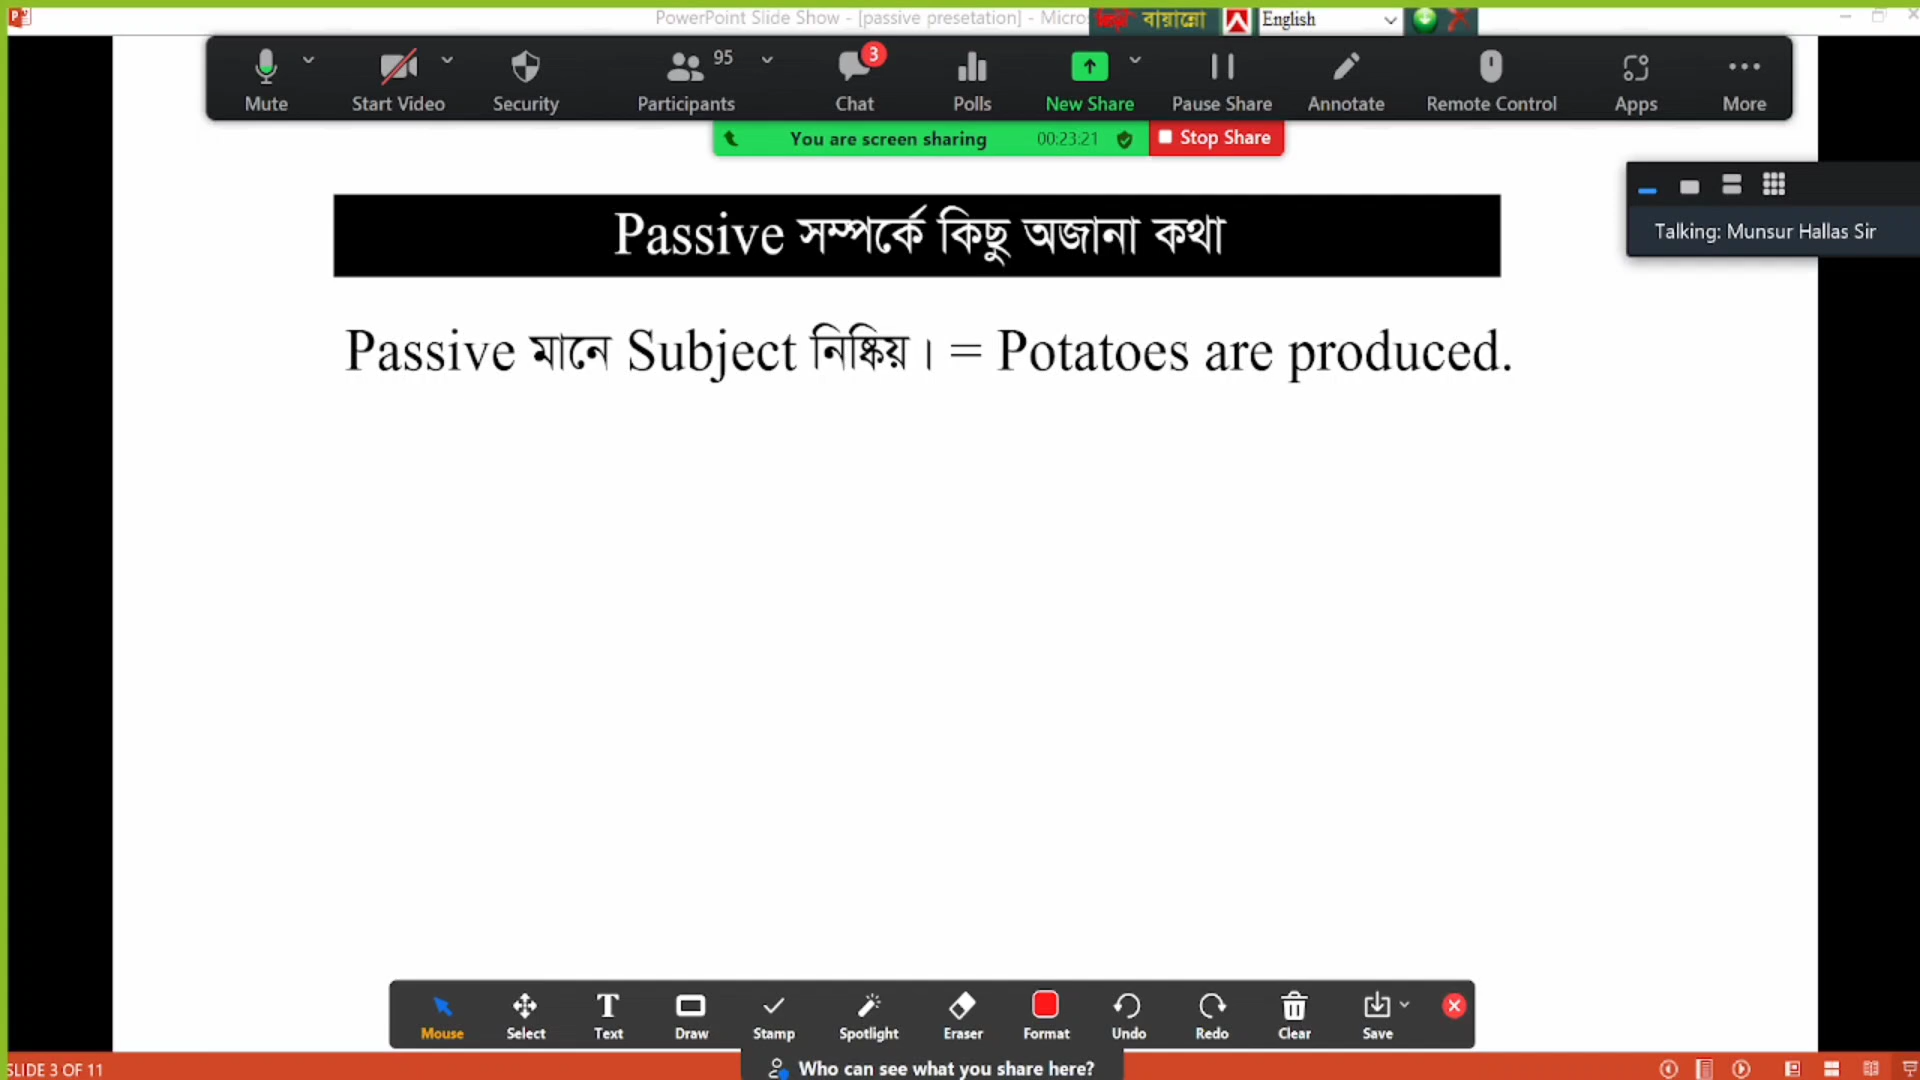 PowerPoint Slide Show - [passive presetation] - Micros
বায়ান্নো
English
Mute
Start Video
Security
95
Participants
3
Chat
Polls
New Share
Pause Share
Annotate
Remote Control
Apps
More
You are screen sharing
00:23:21
Stop Share
Talking: Munsur Hallas Sir
Passive সম্পর্কে কিছু অজানা কথা
Passive মানে Subject নিষ্ক্রিয়। = Potatoes are produced.
Mouse
Select
Text
Draw
Stamp
Spotlight
Eraser
Format
Undo
Redo
Clear
Save
Who can see what you share here?
SLIDE 3 OF 11